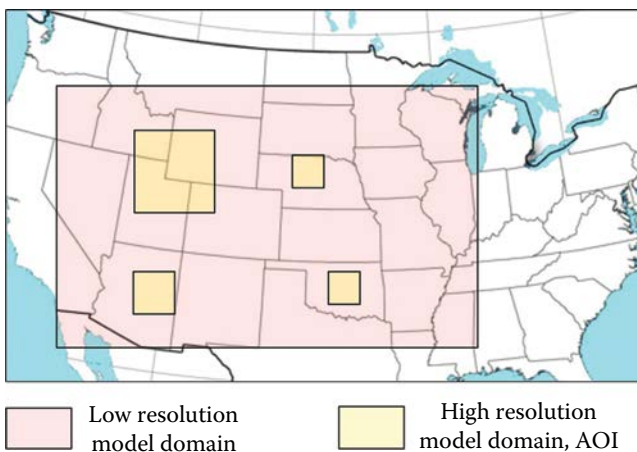 Low resolution
model domain
High resolution
model domain, AOI